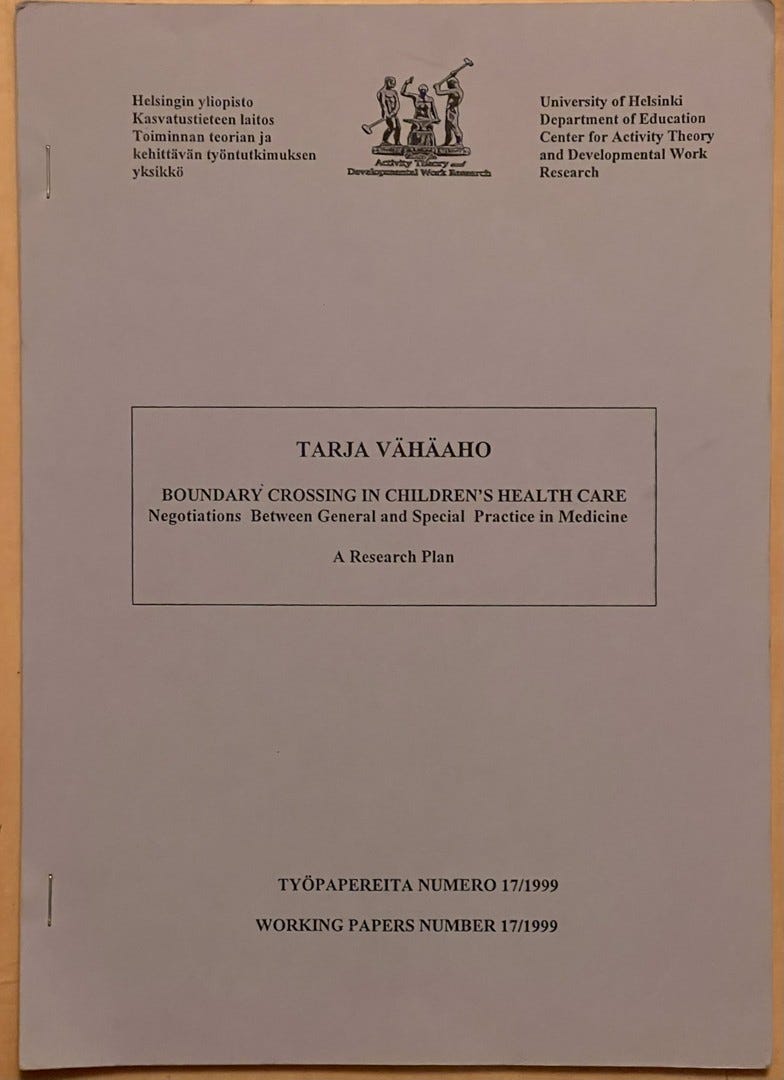 Helsingin yliopisto
Kasvatustieteen laitos
Toiminnan teorian ja
kehittävän työntutkimuksen
yksikkö
Activity Theory and
Developmental Work Research
University of Helsinki
Department of Education
Center for Activity Theory
and Developmental Work
Research
TARJA VÄHÄAHO
BOUNDARY CROSSING IN CHILDREN'S HEALTH CARE
Negotiations Between General and Special Practice in Medicine
A Research Plan
TYÖPAPEREITA NUMERO 17/1999
WORKING PAPERS NUMBER 17/1999